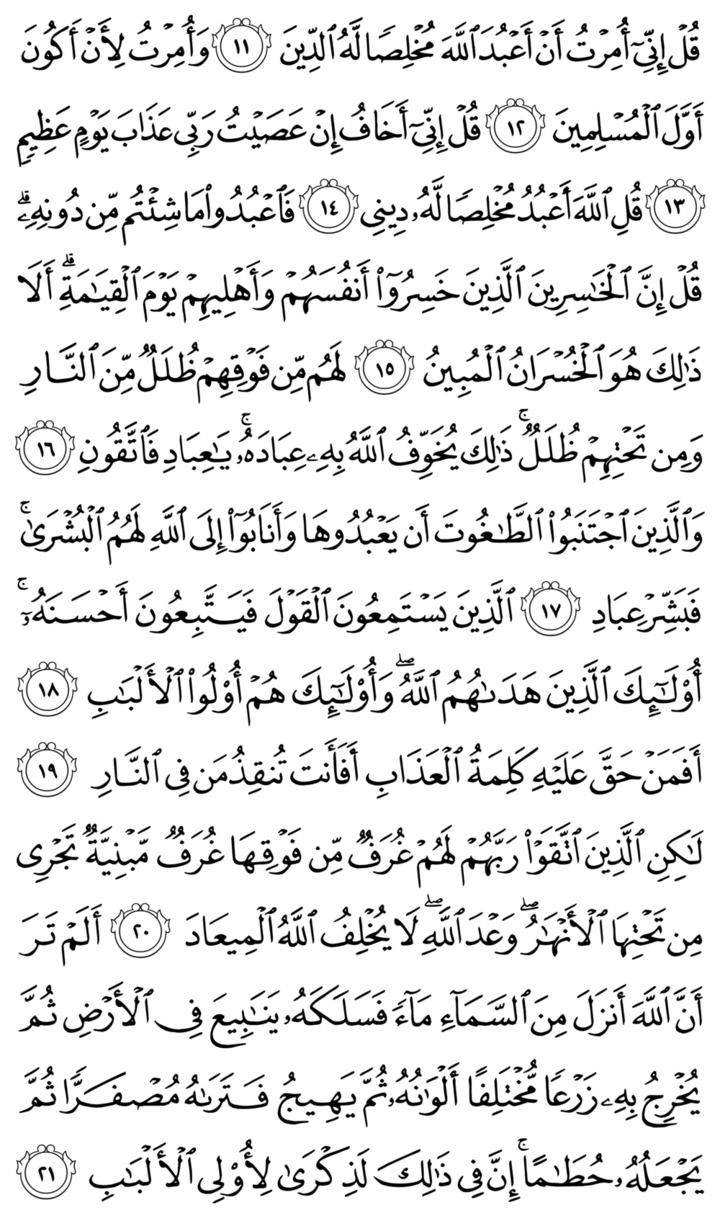 قُلۡ إِنِّيٓ أُمِرۡتُ أَنۡ أَعۡبُدَ ٱللَّهَ مُخۡلِصٗا لَّهُ ٱلدِّينَ ١١ وَأُمِرۡتُ لِأَنۡ أَكُونَ
أَوَّلَ ٱلۡمُسۡلِمِينَ ١٢ قُلۡ إِنِّيٓ أَخَافُ إِنۡ عَصَيۡتُ رَبِّي عَذَابَ يَوۡمٍ عَظِيمٖ
١٣ قُلِ ٱللَّهَ أَعۡبُدُ مُخۡلِصٗا لَّهُۥ دِينِي ١٤ فَٱعۡبُدُواْ مَا شِئۡتُم مِّن دُونِهِۦۗ
قُلۡ إِنَّ ٱلۡخَٰسِرِينَ ٱلَّذِينَ خَسِرُوٓاْ أَنفُسَهُمۡ وَأَهۡلِيهِمۡ يَوۡمَ ٱلۡقِيَٰمَةِۗ أَلَا
ذَٰلِكَ هُوَ ٱلۡخُسۡرَانُ ٱلۡمُبِينُ ١٥ لَهُم مِّن فَوۡقِهِمۡ ظُلَلٞ مِّنَ ٱلنَّارِ
وَمِن تَحۡتِهِمۡ ظُلَلٞۚ ذَٰلِكَ يُخَوِّفُ ٱللَّهُ بِهِۦ عِبَادَهُۥۚ يَٰعِبَادِ فَٱتَّقُونِ ١٦
وَٱلَّذِينَ ٱجۡتَنَبُواْ ٱلطَّٰغُوتَ أَن يَعۡبُدُوهَا وَأَنَابُوٓاْ إِلَى ٱللَّهِ لَهُمُ ٱلۡبُشۡرَىٰۚ
فَبَشِّرۡ عِبَادِ ١٧ ٱلَّذِينَ يَسۡتَمِعُونَ ٱلۡقَوۡلَ فَيَتَّبِعُونَ أَحۡسَنَهُۥٓۚ
أُوْلَٰٓئِكَ ٱلَّذِينَ هَدَىٰهُمُ ٱللَّهُۖ وَأُوْلَٰٓئِكَ هُمۡ أُوْلُواْ ٱلۡأَلۡبَٰبِ ١٨
أَفَمَنۡ حَقَّ عَلَيۡهِ كَلِمَةُ ٱلۡعَذَابِ أَفَأَنتَ تُنقِذُ مَن فِي ٱلنَّارِ ١٩
لَٰكِنِ ٱلَّذِينَ ٱتَّقَوۡاْ رَبَّهُمۡ لَهُمۡ غُرَفٞ مِّن فَوۡقِهَا غُرَفٞ مَّبۡنِيَّةٞ تَجۡرِي
مِن تَحۡتِهَا ٱلۡأَنۡهَٰرُۖ وَعۡدَ ٱللَّهِۖ لَا يُخۡلِفُ ٱللَّهُ ٱلۡمِيعَادَ ٢٠ أَلَمۡ تَرَ
أَنَّ ٱللَّهَ أَنزَلَ مِنَ ٱلسَّمَآءِ مَآءٗ فَسَلَكَهُۥ يَنَٰبِيعَ فِي ٱلۡأَرۡضِ ثُمَّ
يُخۡرِجُ بِهِۦ زَرۡعٗا مُّخۡتَلِفًا أَلۡوَٰنُهُۥ ثُمَّ يَهِيجُ فَتَرَىٰهُ مُصۡفَرّٗا ثُمَّ
يَجۡعَلُهُۥ حُطَٰمًاۚ إِنَّ فِي ذَٰلِكَ لَذِكۡرَىٰ لِأُوْلِي ٱلۡأَلۡبَٰبِ ٢١